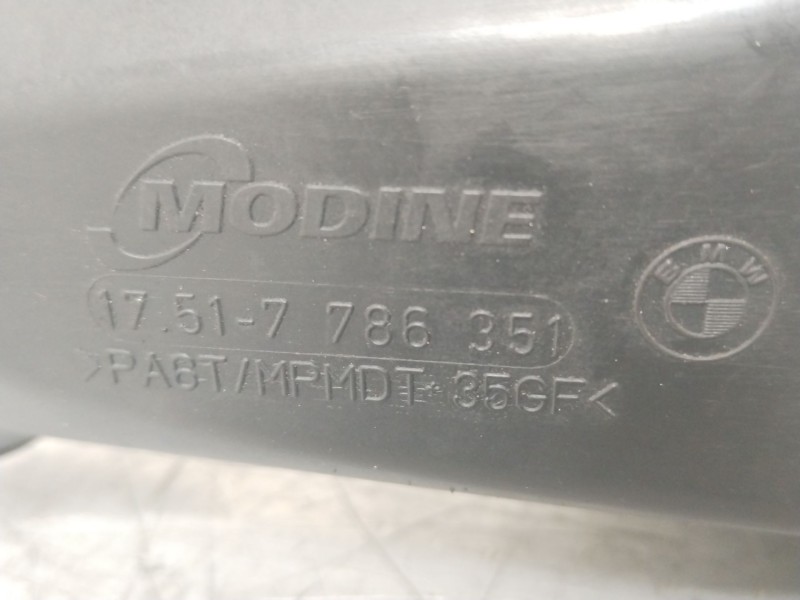 MODINE
BMW
17.51-7 786 351
>PA6T/MPMDT-35GF<